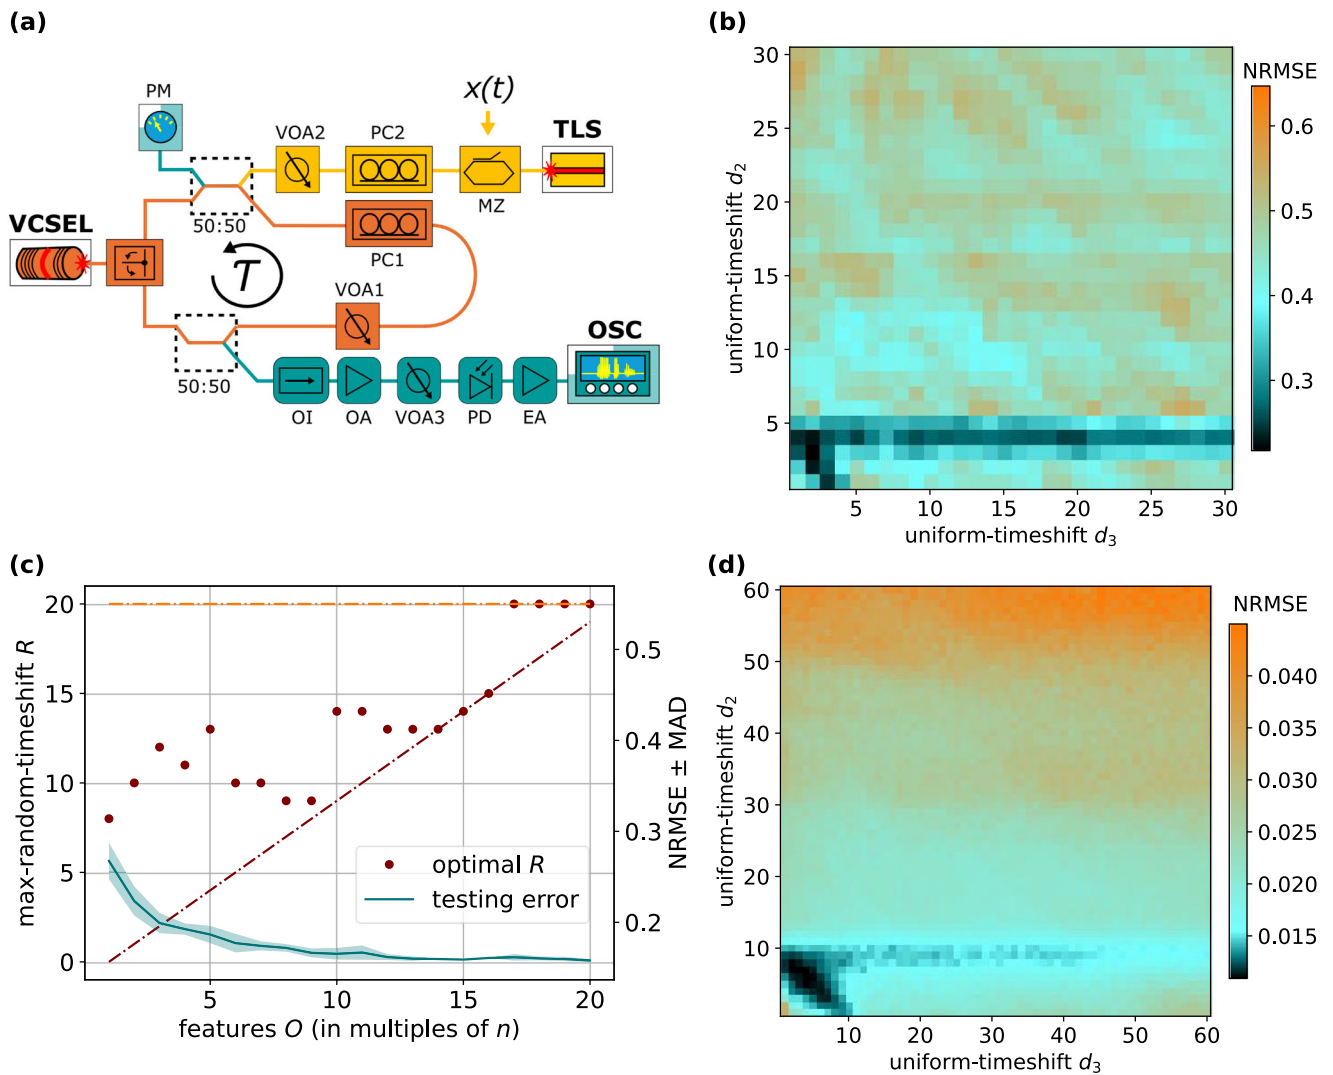 (a)
PM
VOA2
PC2
x(t)
TLS
MZ
50:50
VCSEL
PC1
T
VOA1
OSC
50:50
OI
OA
VOA3
PD
EA
(b)
NRMSE
30
25
20
15
10
5
uniform-timeshift d2
5
10
15
20
25
30
uniform-timeshift d3
0.6
0.5
0.4
0.3
(c)
20
15
10
5
0
max-random-timeshift R
0.5
0.4
0.3
0.2
NRMSE ± MAD
optimal R
testing error
5
10
15
20
features O (in multiples of n)
(d)
NRMSE
60
50
40
30
20
10
uniform-timeshift d2
10
20
30
40
50
60
uniform-timeshift d3
0.040
0.035
0.030
0.025
0.020
0.015